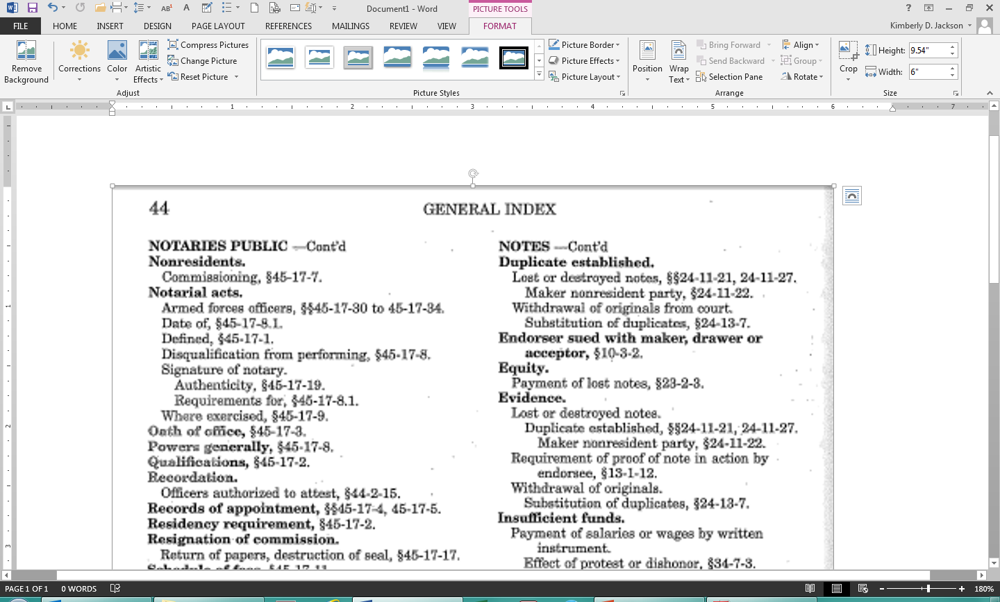 Document1 - Word
PICTURE TOOLS
FILE
HOME
INSERT
DESIGN
PAGE LAYOUT
REFERENCES
MAILINGS
REVIEW
VIEW
FORMAT
Kimberly D. Jackson
Remove Background
Corrections
Color
Artistic Effects
Compress Pictures
Change Picture
Reset Picture
Adjust
Picture Styles
Picture Border
Picture Effects
Picture Layout
Position
Wrap Text
Bring Forward
Send Backward
Selection Pane
Align
Group
Rotate
Arrange
Crop
Height: 9.54"
Width: 6"
Size
1 2 3 4 5 6 7
44
GENERAL INDEX
NOTARIES PUBLIC —Cont'd
Nonresidents.
Commissioning, §45-17-7.
Notarial acts.
Armed forces officers, §§45-17-30 to 45-17-34.
Date of, §45-17-8.1.
Defined, §45-17-1.
Disqualification from performing, §45-17-8.
Signature of notary.
Authenticity, §45-17-19.
Requirements for, §45-17-8.1.
Where exercised, §45-17-9.
Oath of office, §45-17-3.
Powers generally, §45-17-8.
Qualifications, §45-17-2.
Recordation.
Officers authorized to attest, §44-2-15.
Records of appointment, §§45-17-4, 45-17-5.
Residency requirement, §45-17-2.
Resignation of commission.
Return of papers, destruction of seal, §45-17-17.
Schedule of fees, §45-17-11.
NOTES —Cont'd
Duplicate established.
Lost or destroyed notes, §§24-11-21, 24-11-27.
Maker nonresident party, §24-11-22.
Withdrawal of originals from court.
Substitution of duplicates, §24-13-7.
Endorser sued with maker, drawer or
acceptor, §10-3-2.
Equity.
Payment of lost notes, §23-2-3.
Evidence.
Lost or destroyed notes.
Duplicate established, §§24-11-21, 24-11-27.
Maker nonresident party, §24-11-22.
Requirement of proof of note in action by
endorsee, §13-1-12.
Withdrawal of originals.
Substitution of duplicates, §24-13-7.
Insufficient funds.
Payment of salaries or wages by written
instrument.
Effect of protest or dishonor, §34-7-3.
PAGE 1 OF 1
0 WORDS
180%